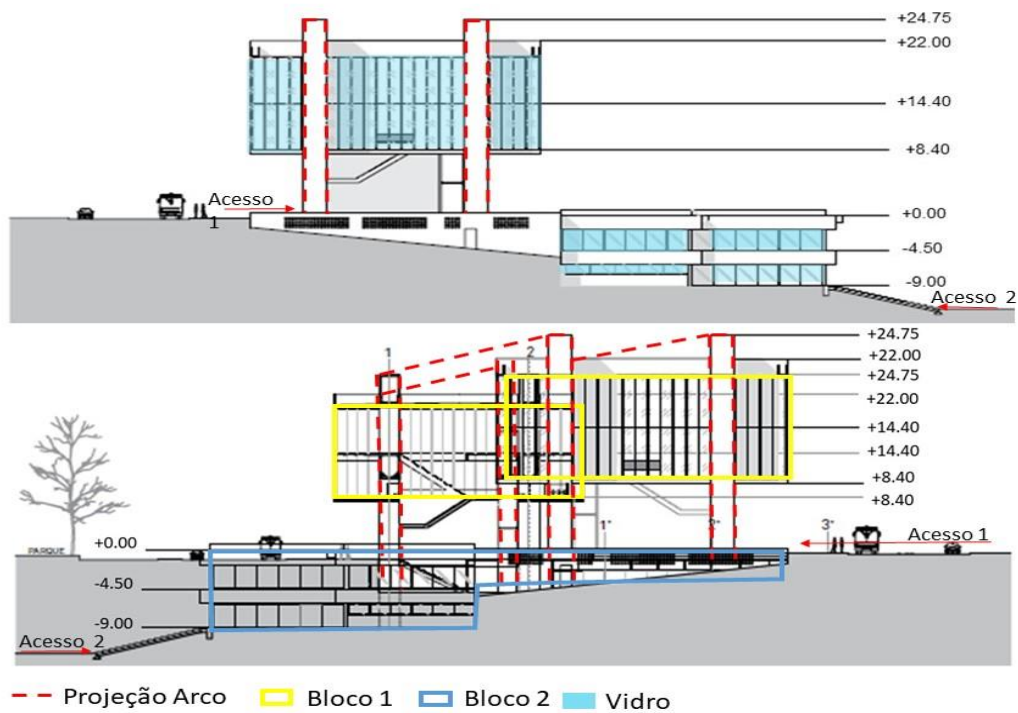 +24.75
+22.00
+14.40
+8.40
Acesso
1
+0.00
-4.50
-9.00
Acesso 2
1
2
+24.75
+22.00
+24.75
+22.00
+14.40
+14.40
+8.40
+8.40
1°
3°
Acesso 1
PARQUE
+0.00
-4.50
-9.00
Acesso 2
Projeção Arco
Bloco 1
Bloco 2
Vidro